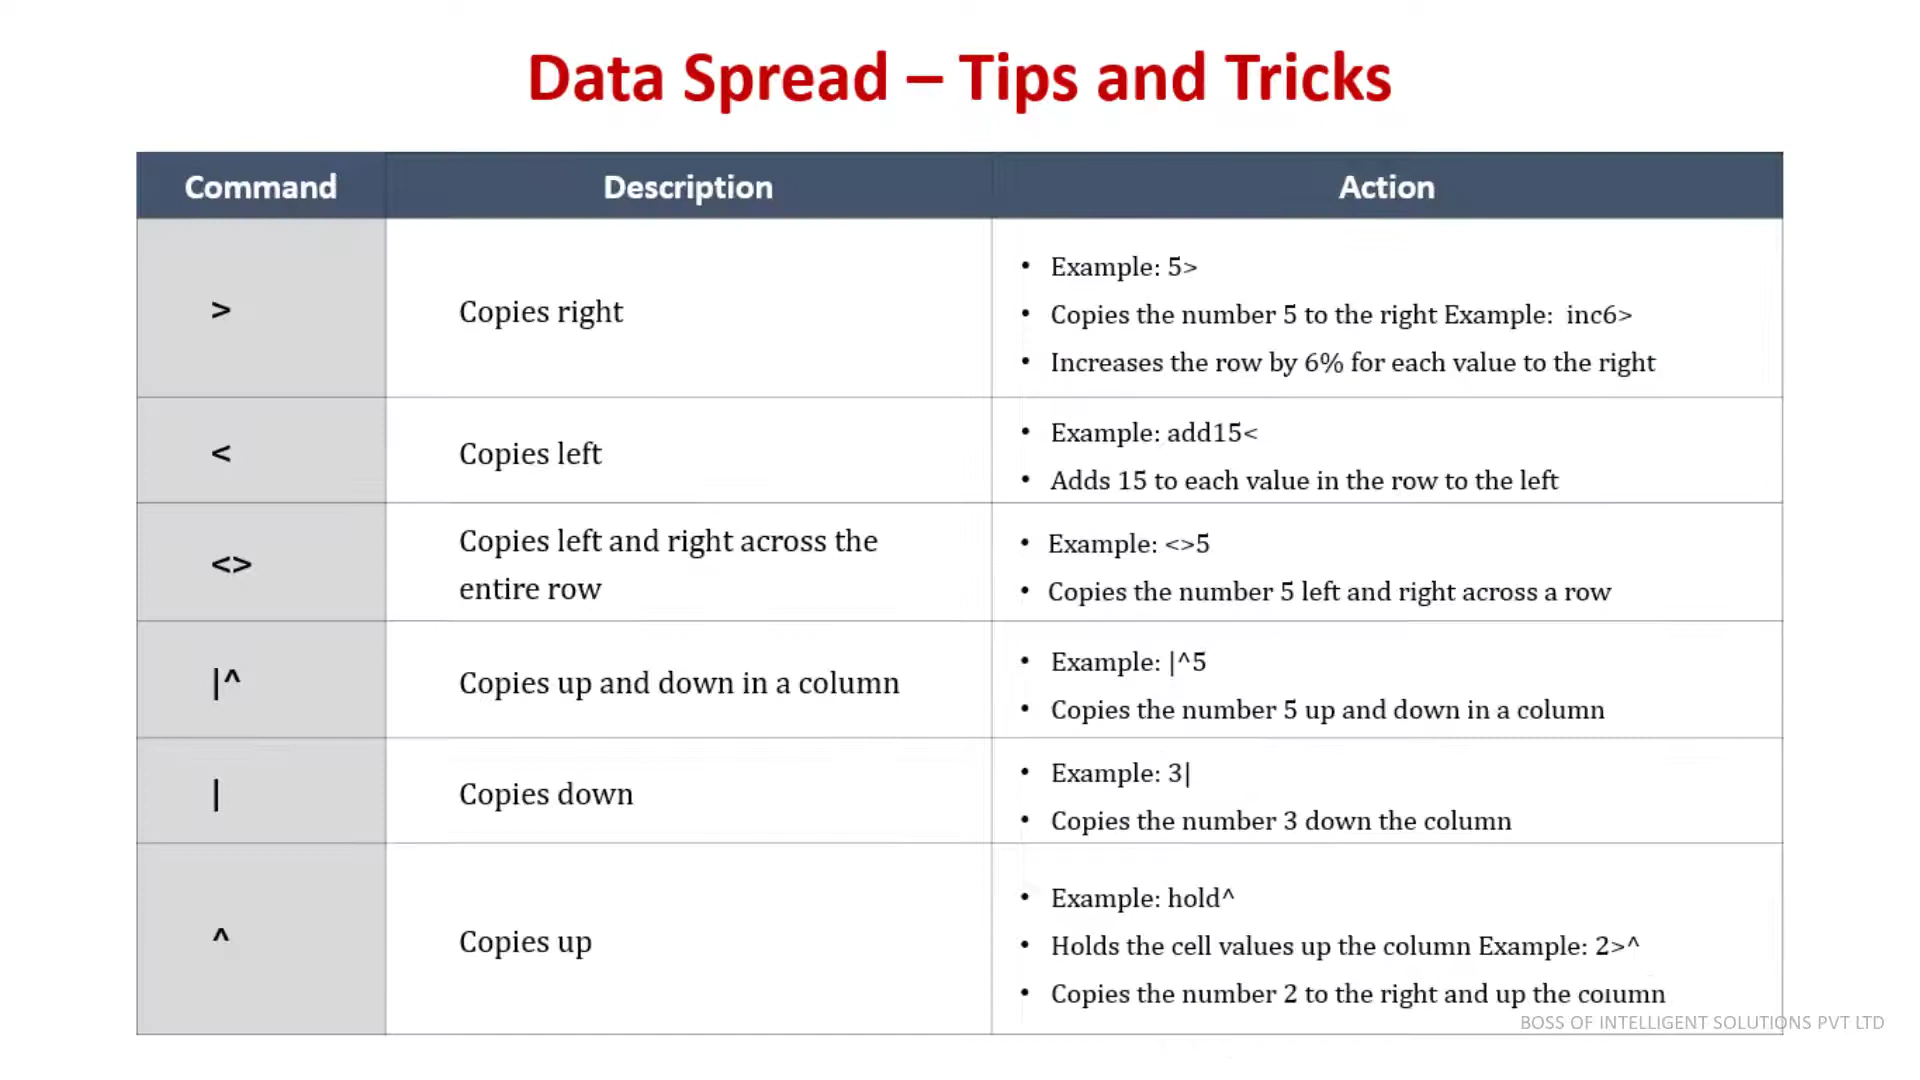 Data Spread – Tips and Tricks
Command Description Action
>
Copies right
• Example: 5>
• Copies the number 5 to the right Example: inc6>
• Increases the row by 6% for each value to the right
<
Copies left
• Example: add15<
• Adds 15 to each value in the row to the left
<>
Copies left and right across the
entire row
• Example: <>5
• Copies the number 5 left and right across a row
|^
Copies up and down in a column
• Example: |^5
• Copies the number 5 up and down in a column
|
Copies down
• Example: 3|
• Copies the number 3 down the column
^
Copies up
• Example: hold^
• Holds the cell values up the column Example: 2>^
• Copies the number 2 to the right and up the column
BOSS OF INTELLIGENT SOLUTIONS PVT LTD